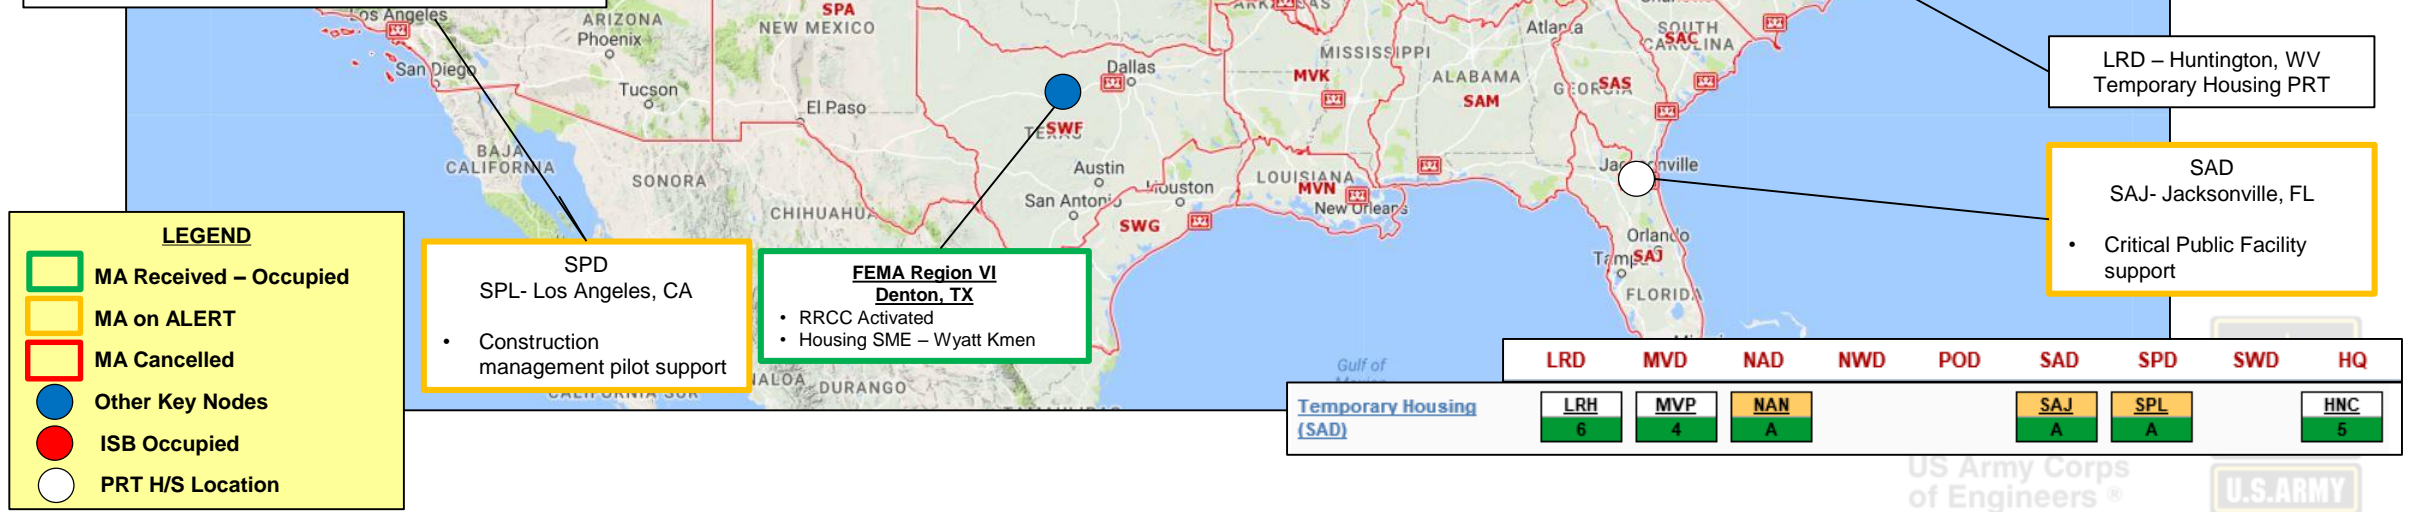 Los Angeles
San Diego
ARIZONA
Phoenix
Tucson
SPA
NEW MEXICO
El Paso
BAJA
CALIFORNIA
SONORA
CHIHUAHUA
DURANGO
Dallas
SWF
Austin
San Antonio
Houston
SWG
LOUISIANA
MVN
New Orleans
MISSISSIPPI
MVK
ALABAMA
SAM
Atlanta
SOUTH
CAROLINA
SAC
GEORGIA
SAS
Orlando
Tampa
SAJ
FLORIDA
Gulf of
LRD – Huntington, WV
Temporary Housing PRT
SAD
SAJ- Jacksonville, FL
• Critical Public Facility
support
LEGEND
MA Received – Occupied
MA on ALERT
MA Cancelled
Other Key Nodes
ISB Occupied
PRT H/S Location
SPD
SPL- Los Angeles, CA
• Construction
management pilot support
FEMA Region VI
Denton, TX
• RRCC Activated
• Housing SME – Wyatt Kmen
LRD MVD NAD NWD POD SAD SPD SWD HQ
Temporary Housing
(SAD)
LRH MVP NAN SAJ SPL HNC
6 4 A A A 5
US Army Corps
of Engineers ®
U.S.ARMY